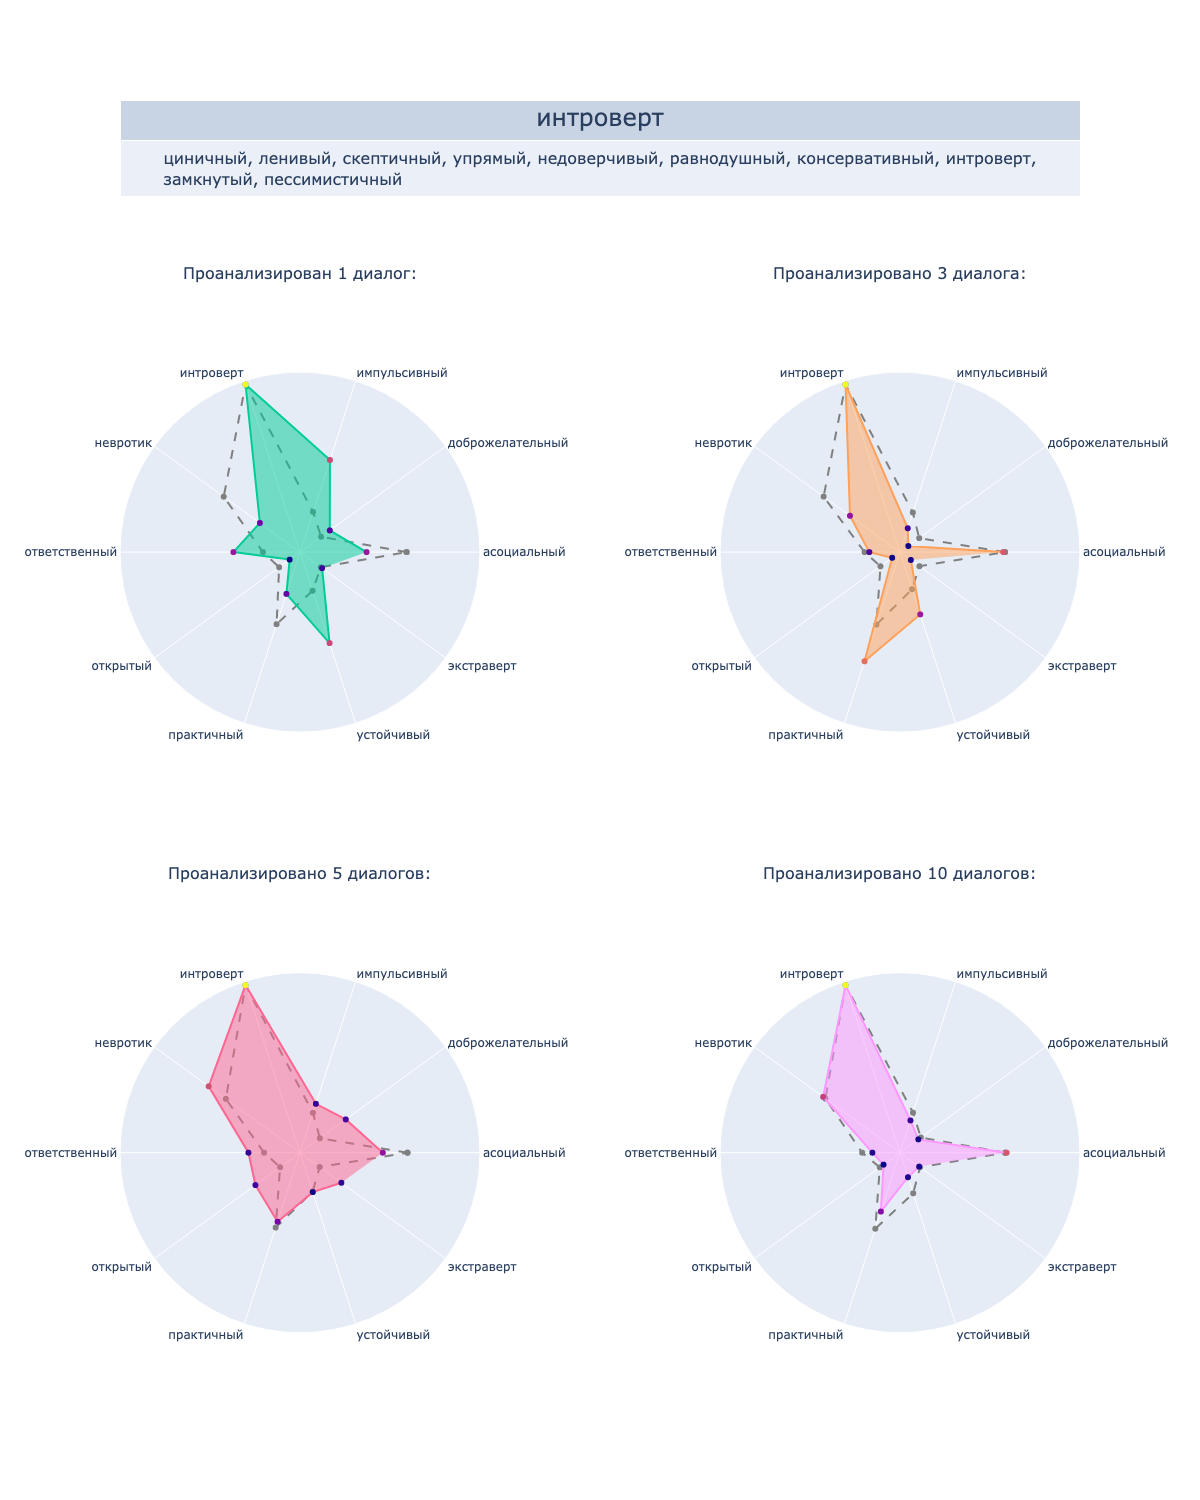 интроверт
циничный, ленивый, скептичный, упрямый, недоверчивый, равнодушный, консервативный, интроверт,
замкнутый, пессимистичный
Проанализирован 1 диалог:
интроверт
импульсивный
невротик
доброжелательный
ответственный
асоциальный
открытый
экстраверт
практичный
устойчивый
Проанализировано 3 диалога:
интроверт
импульсивный
невротик
доброжелательный
ответственный
асоциальный
открытый
экстраверт
практичный
устойчивый
Проанализировано 5 диалогов:
интроверт
импульсивный
невротик
доброжелательный
ответственный
асоциальный
открытый
экстраверт
практичный
устойчивый
Проанализировано 10 диалогов:
интроверт
импульсивный
невротик
доброжелательный
ответственный
асоциальный
открытый
экстраверт
практичный
устойчивый